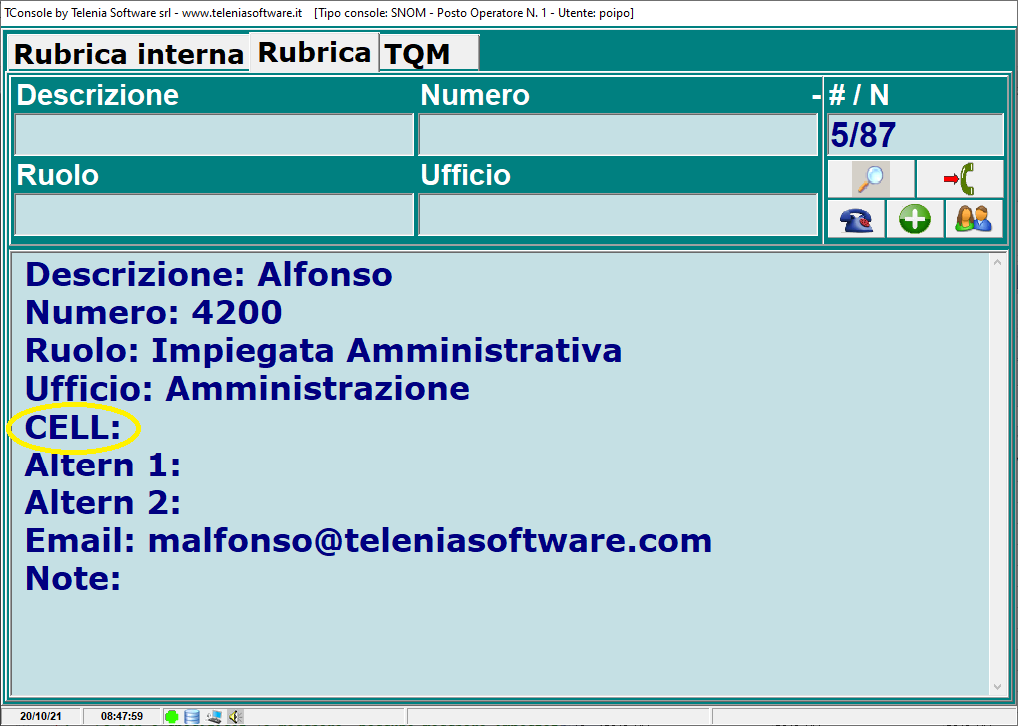 TConsole by Telenia Software srl - www.teleniasoftware.it [Tipo console: SNOM - Posto Operatore N. 1 - Utente: poipo]
Rubrica interna Rubrica TQM
Descrizione Numero - # / N
5/87
Ruolo Ufficio
Descrizione: Alfonso
Numero: 4200
Ruolo: Impiegata Amministrativa
Ufficio: Amministrazione
CELL:
Altern 1:
Altern 2:
Email: malfonso@teleniasoftware.com
Note:
20/10/21 08:47:59